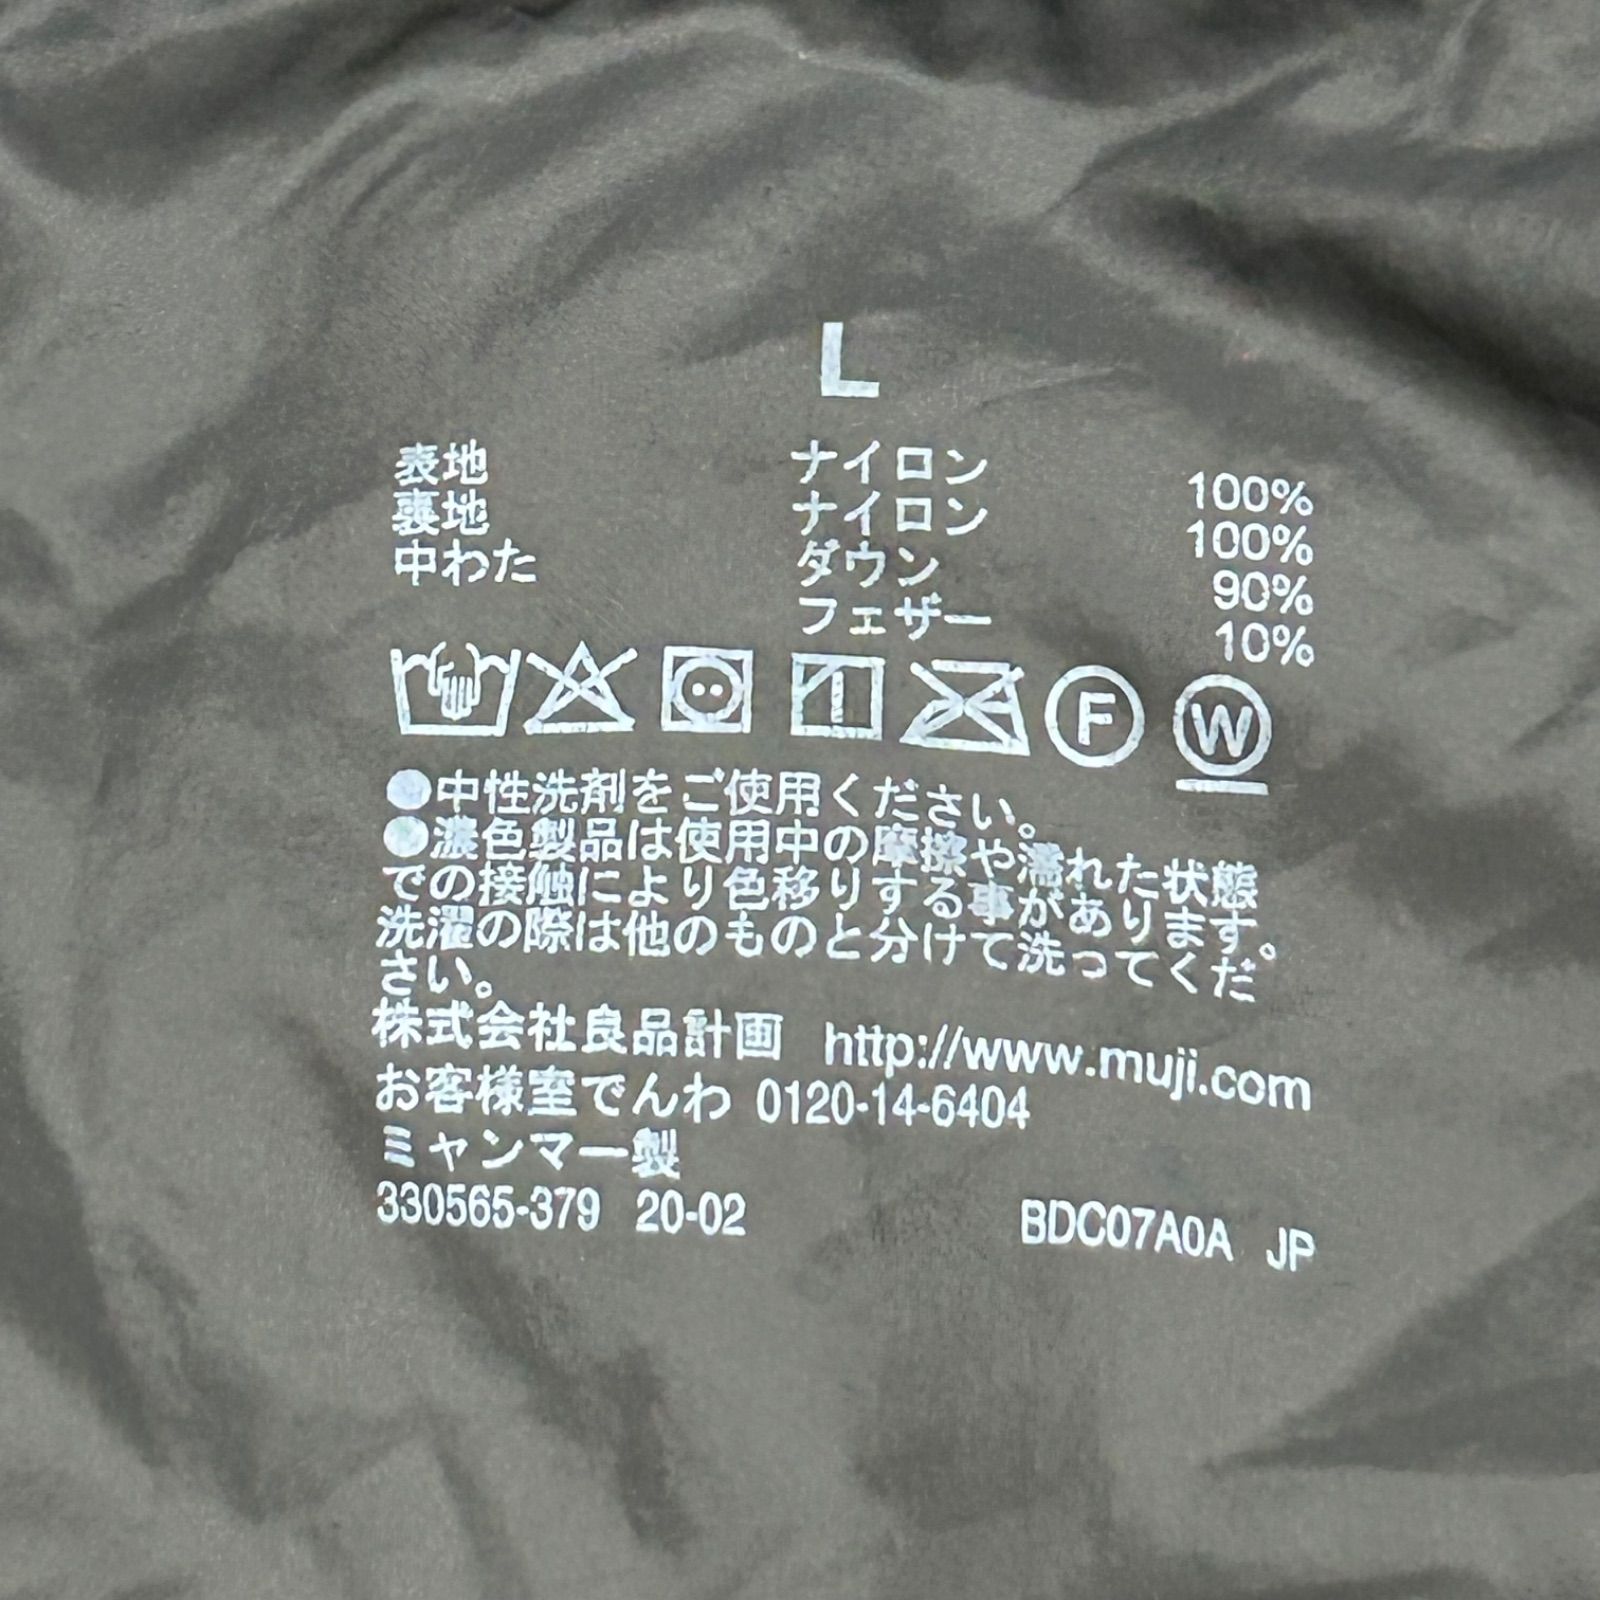 L
表地 ナイロン 100%
裏地 ナイロン 100%
中わた ダウン 90%
フェザー 10%
F W
●中性洗剤をご使用ください。
●濃色製品は使用中の摩擦や濡れた状態
での接触により色移りする事があります。
洗濯の際は他のものと分けて洗ってくだ
さい。
株式会社良品計画 http://www.muji.com
お客様室でんわ 0120-14-6404
ミャンマー製
330565-379 20-02 BDC07A0A JP